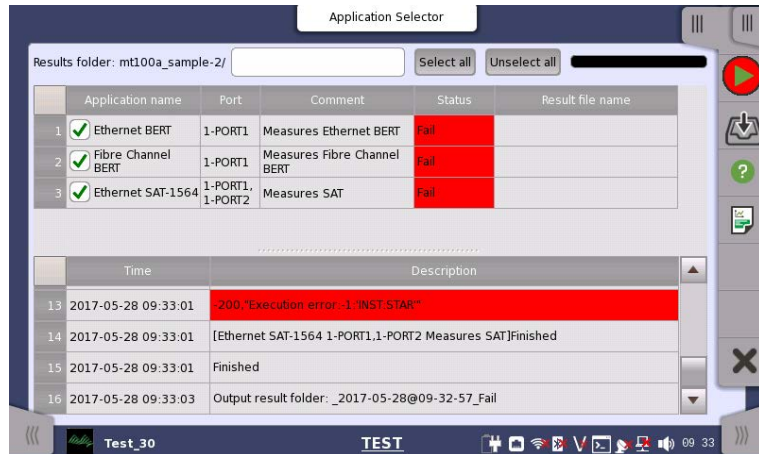 Application Selector
Results folder: mt100a_sample-2/
Select all
Unselect all
Application name Port Comment Status Result file name
1 Ethernet BERT 1-PORT1 Measures Ethernet BERT Fail
2 Fibre Channel BERT 1-PORT1 Measures Fibre Channel BERT Fail
3 Ethernet SAT-1564 1-PORT1, 1-PORT2 Measures SAT Fail
Time Description
13 2017-05-28 09:33:01 -200,"Execution error:-1:'INST:STAR'"
14 2017-05-28 09:33:01 [Ethernet SAT-1564 1-PORT1,1-PORT2 Measures SAT]Finished
15 2017-05-28 09:33:01 Finished
16 2017-05-28 09:33:03 Output result folder: _2017-05-28@09-32-57_Fail
Test_30
TEST
09 33